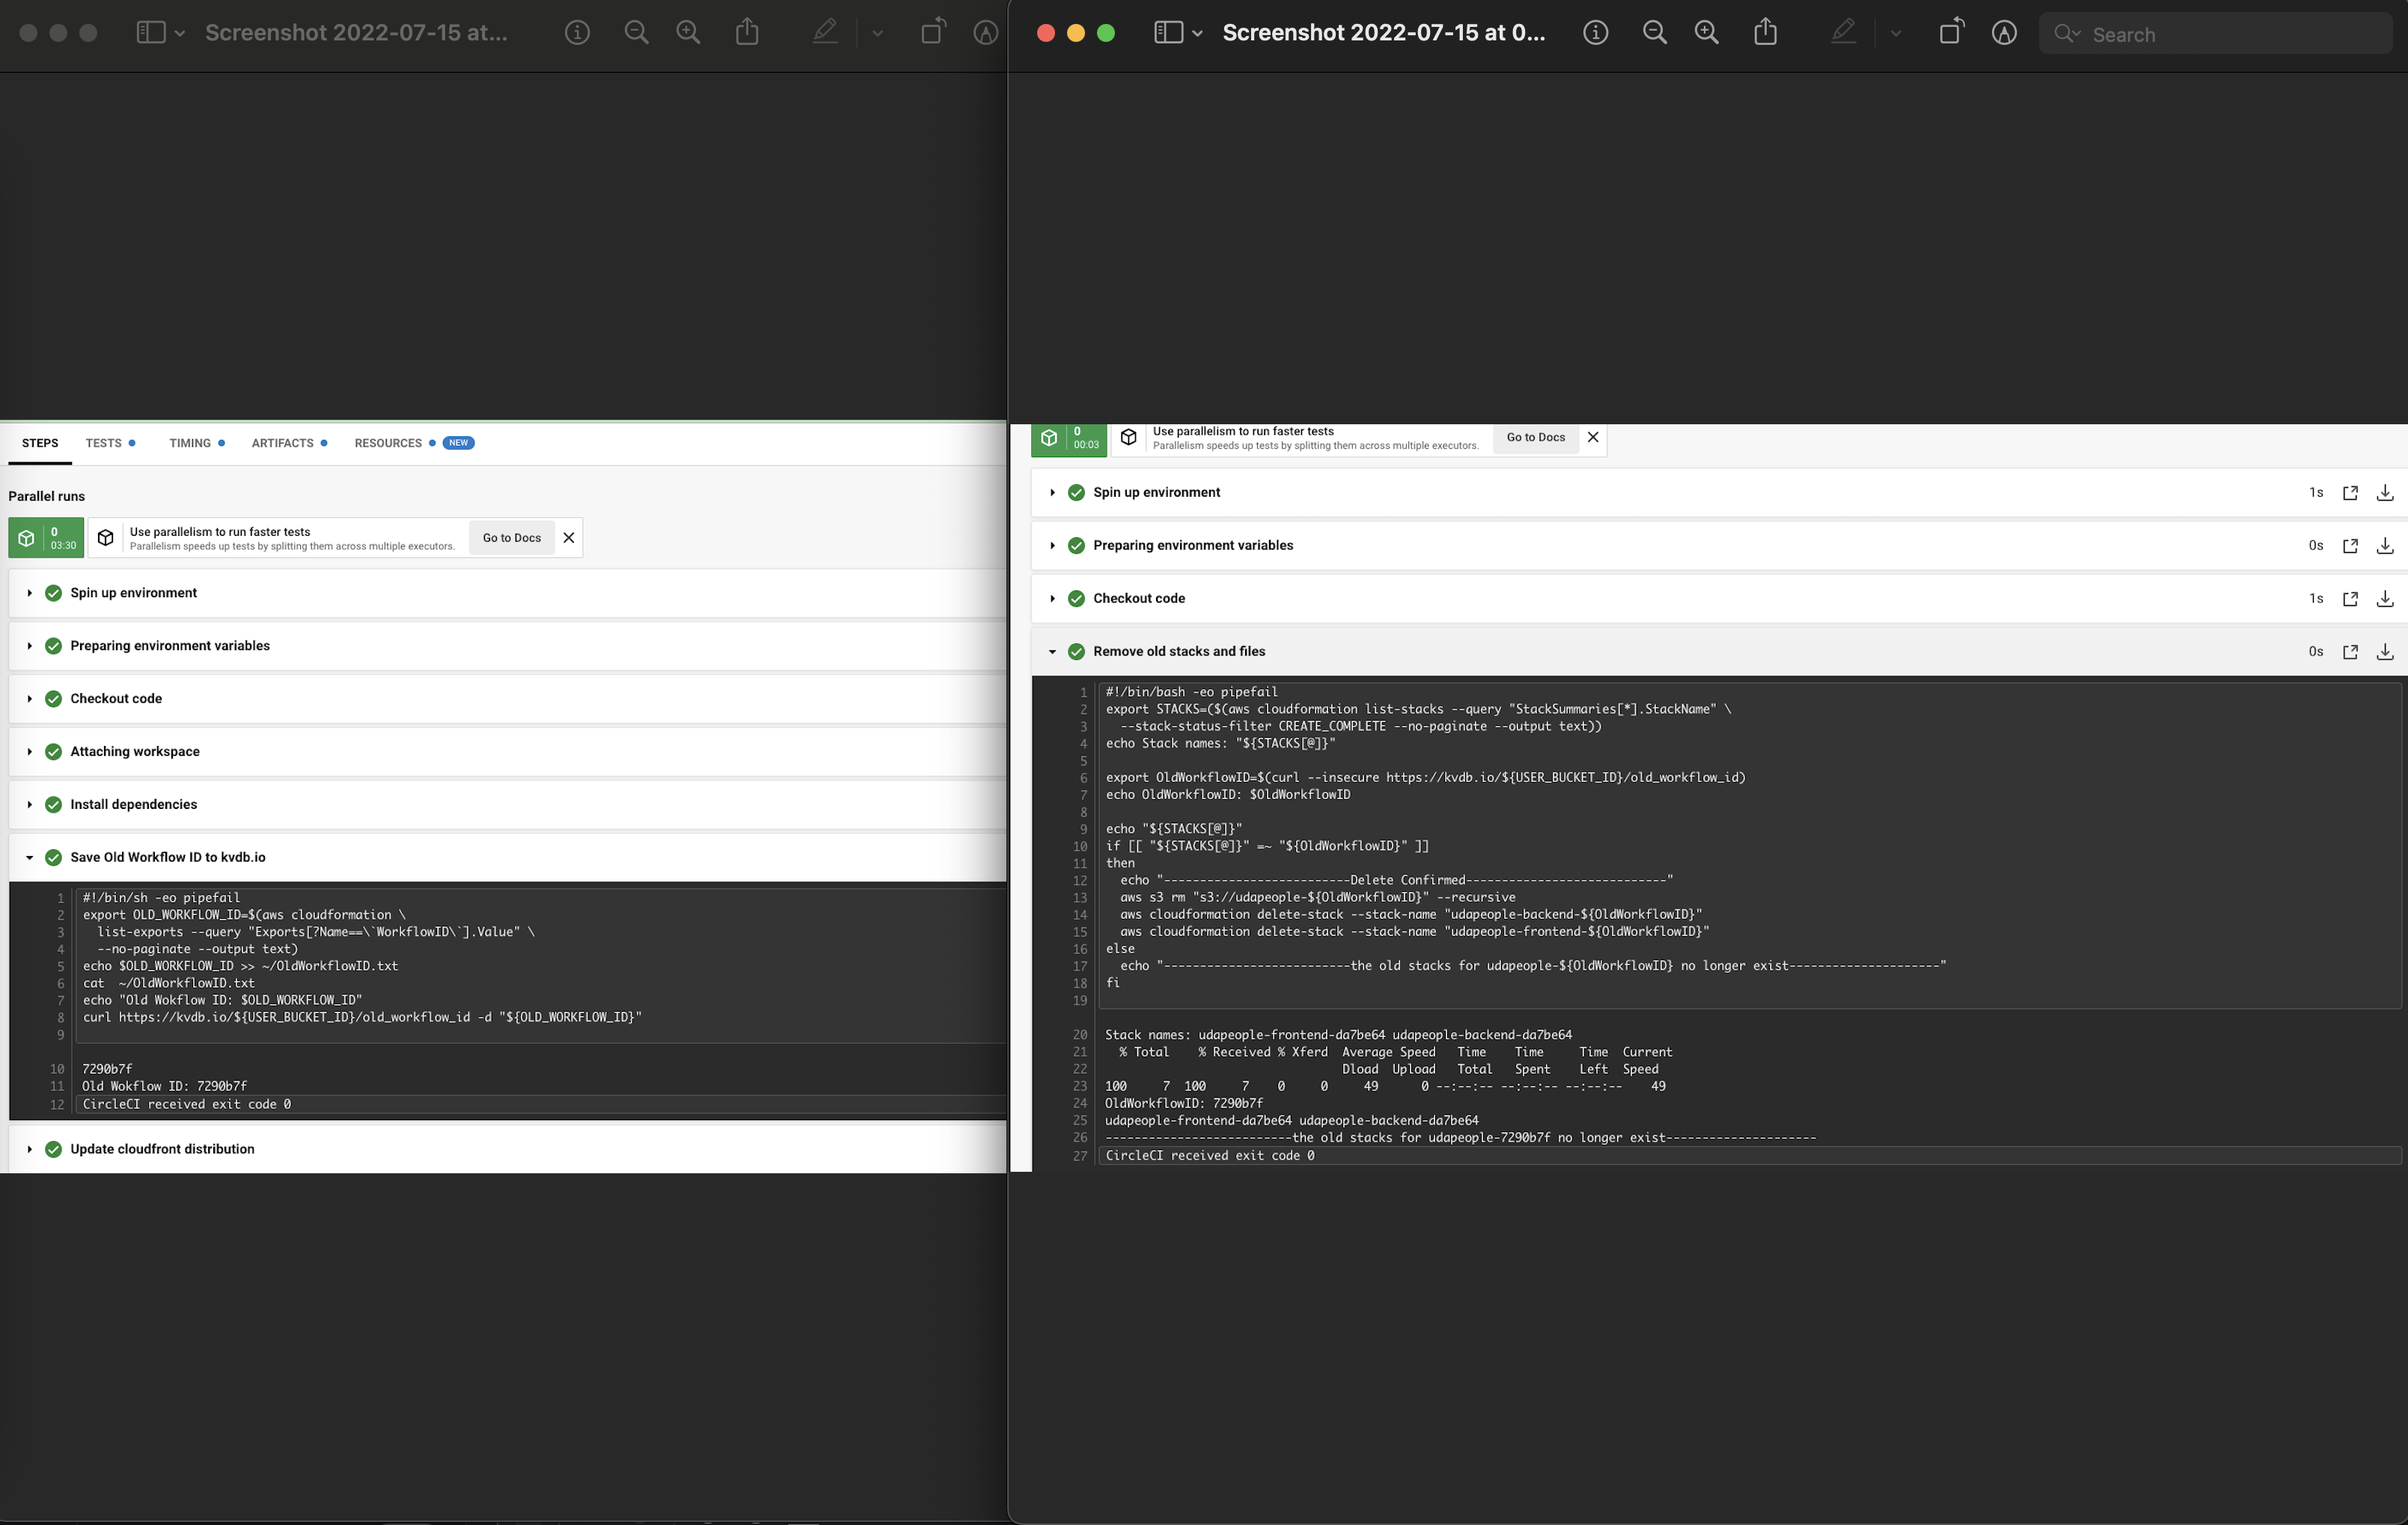 Screenshot 2022-07-15 at...
STEPS
TESTS
TIMING
ARTIFACTS
RESOURCES
NEW
Parallel runs
0
03:30
Use parallelism to run faster tests
Parallelism speeds up tests by splitting them across multiple executors.
Go to Docs
Spin up environment
Preparing environment variables
Checkout code
Attaching workspace
Install dependencies
Save Old Workflow ID to kvdb.io
1 #!/bin/sh -eo pipefail
2 export OLD_WORKFLOW_ID=$(aws cloudformation \
3   list-exports --query "Exports[?Name==\`WorkflowID\`].Value" \
4   --no-paginate --output text)
5 echo $OLD_WORKFLOW_ID >> ~/OldWorkflowID.txt
6 cat  ~/OldWorkflowID.txt
7 echo "Old Wokflow ID: $OLD_WORKFLOW_ID"
8 curl https://kvdb.io/${USER_BUCKET_ID}/old_workflow_id -d "${OLD_WORKFLOW_ID}"
9
10 7290b7f
11 Old Wokflow ID: 7290b7f
12 CircleCI received exit code 0
Update cloudfront distribution
Screenshot 2022-07-15 at 0...
Search
0
00:03
Use parallelism to run faster tests
Parallelism speeds up tests by splitting them across multiple executors.
Go to Docs
Spin up environment 1s
Preparing environment variables 0s
Checkout code 1s
Remove old stacks and files 0s
1 #!/bin/bash -eo pipefail
2 export STACKS=($(aws cloudformation list-stacks --query "StackSummaries[*].StackName" \
3   --stack-status-filter CREATE_COMPLETE --no-paginate --output text))
4 echo Stack names: "${STACKS[@]}"
5
6 export OldWorkflowID=$(curl --insecure https://kvdb.io/${USER_BUCKET_ID}/old_workflow_id)
7 echo OldWorkflowID: $OldWorkflowID
8
9 echo "${STACKS[@]}"
10 if [[ "${STACKS[@]}" =~ "${OldWorkflowID}" ]]
11 then
12   echo "--------------------------Delete Confirmed----------------------------"
13   aws s3 rm "s3://udapeople-${OldWorkflowID}" --recursive
14   aws cloudformation delete-stack --stack-name "udapeople-backend-${OldWorkflowID}"
15   aws cloudformation delete-stack --stack-name "udapeople-frontend-${OldWorkflowID}"
16 else
17   echo "--------------------------the old stacks for udapeople-${OldWorkflowID} no longer exist---------------------"
18 fi
19
20 Stack names: udapeople-frontend-da7be64 udapeople-backend-da7be64
21   % Total    % Received % Xferd  Average Speed   Time    Time     Time  Current
22                                  Dload  Upload   Total   Spent    Left  Speed
23 100     7  100     7    0     0     49      0 --:--:-- --:--:-- --:--:--    49
24 OldWorkflowID: 7290b7f
25 udapeople-frontend-da7be64 udapeople-backend-da7be64
26 --------------------------the old stacks for udapeople-7290b7f no longer exist---------------------
27 CircleCI received exit code 0